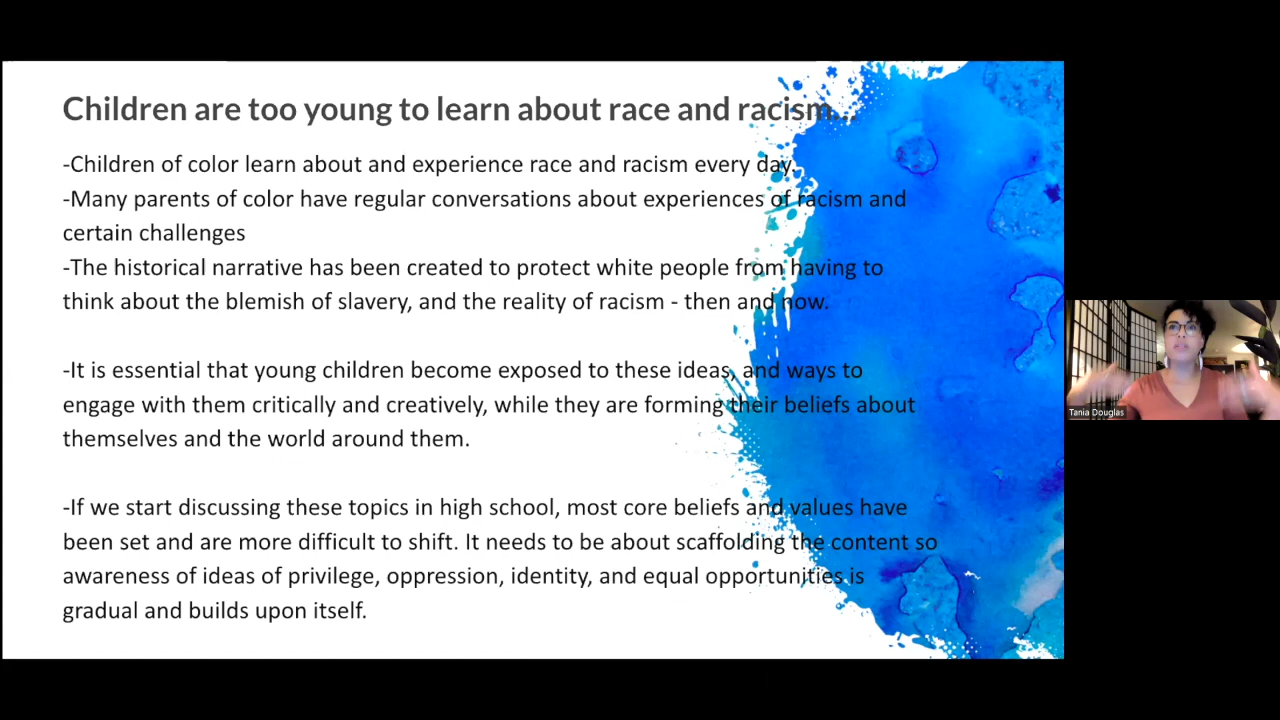 Children are too young to learn about race and racism...
-Children of color learn about and experience race and racism every day.
-Many parents of color have regular conversations about experiences of racism and
certain challenges
-The historical narrative has been created to protect white people from having to
think about the blemish of slavery, and the reality of racism - then and now.
-It is essential that young children become exposed to these ideas, and ways to
engage with them critically and creatively, while they are forming their beliefs about
themselves and the world around them.
-If we start discussing these topics in high school, most core beliefs and values have
been set and are more difficult to shift. It needs to be about scaffolding the content so
awareness of ideas of privilege, oppression, identity, and equal opportunities is
gradual and builds upon itself.
Tania Douglas